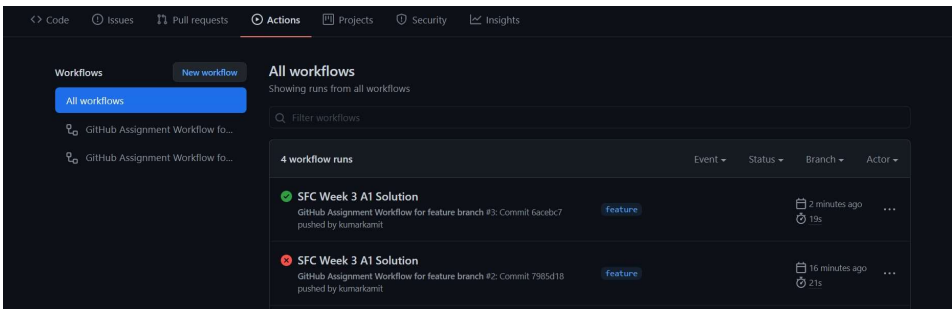 Code Issues Pull requests Actions Projects Security Insights
Workflows New workflow
All workflows
GitHub Assignment Workflow fo...
GitHub Assignment Workflow fo...
All workflows
Showing runs from all workflows
Filter workflows
4 workflow runs Event Status Branch Actor
SFC Week 3 A1 Solution
GitHub Assignment Workflow for feature branch #3: Commit 6acebc7
pushed by kumarkamit
feature
2 minutes ago
19s
SFC Week 3 A1 Solution
GitHub Assignment Workflow for feature branch #2: Commit 7985d18
pushed by kumarkamit
feature
16 minutes ago
21s